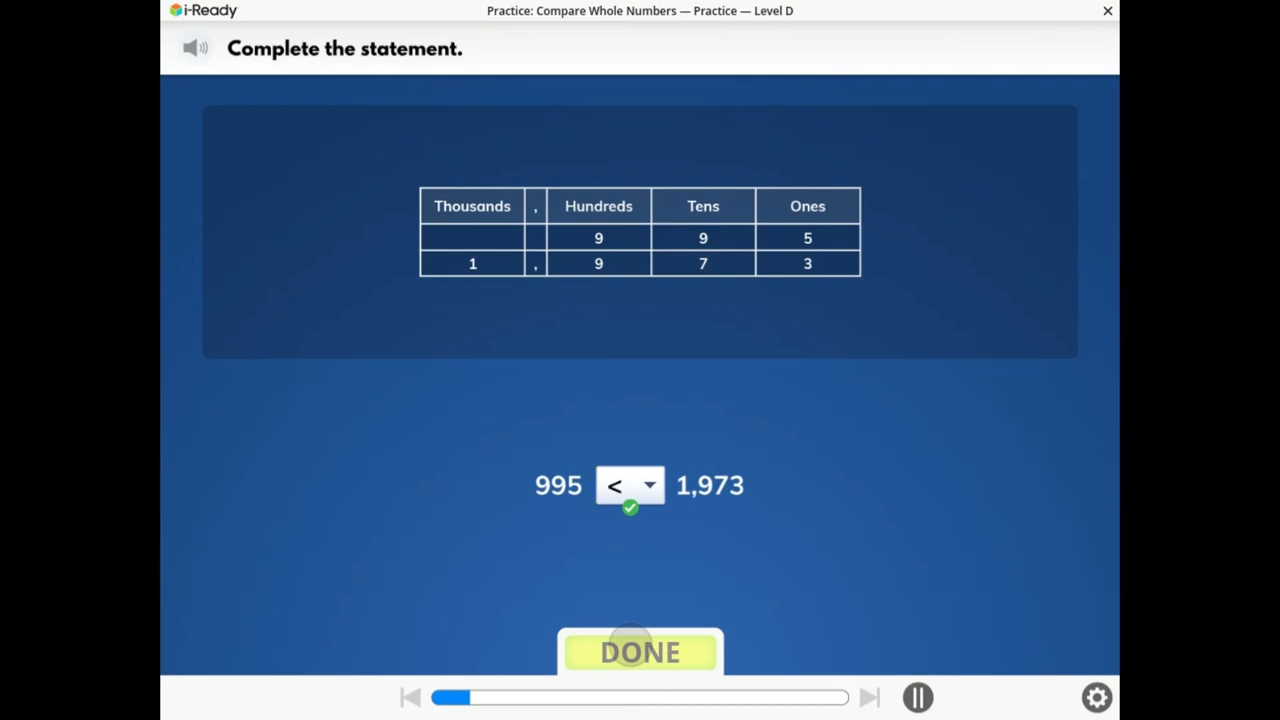 i-Ready
Practice: Compare Whole Numbers — Practice — Level D
Complete the statement.
Thousands , Hundreds Tens Ones
9 9 5
1 , 9 7 3
995 < 1,973
DONE